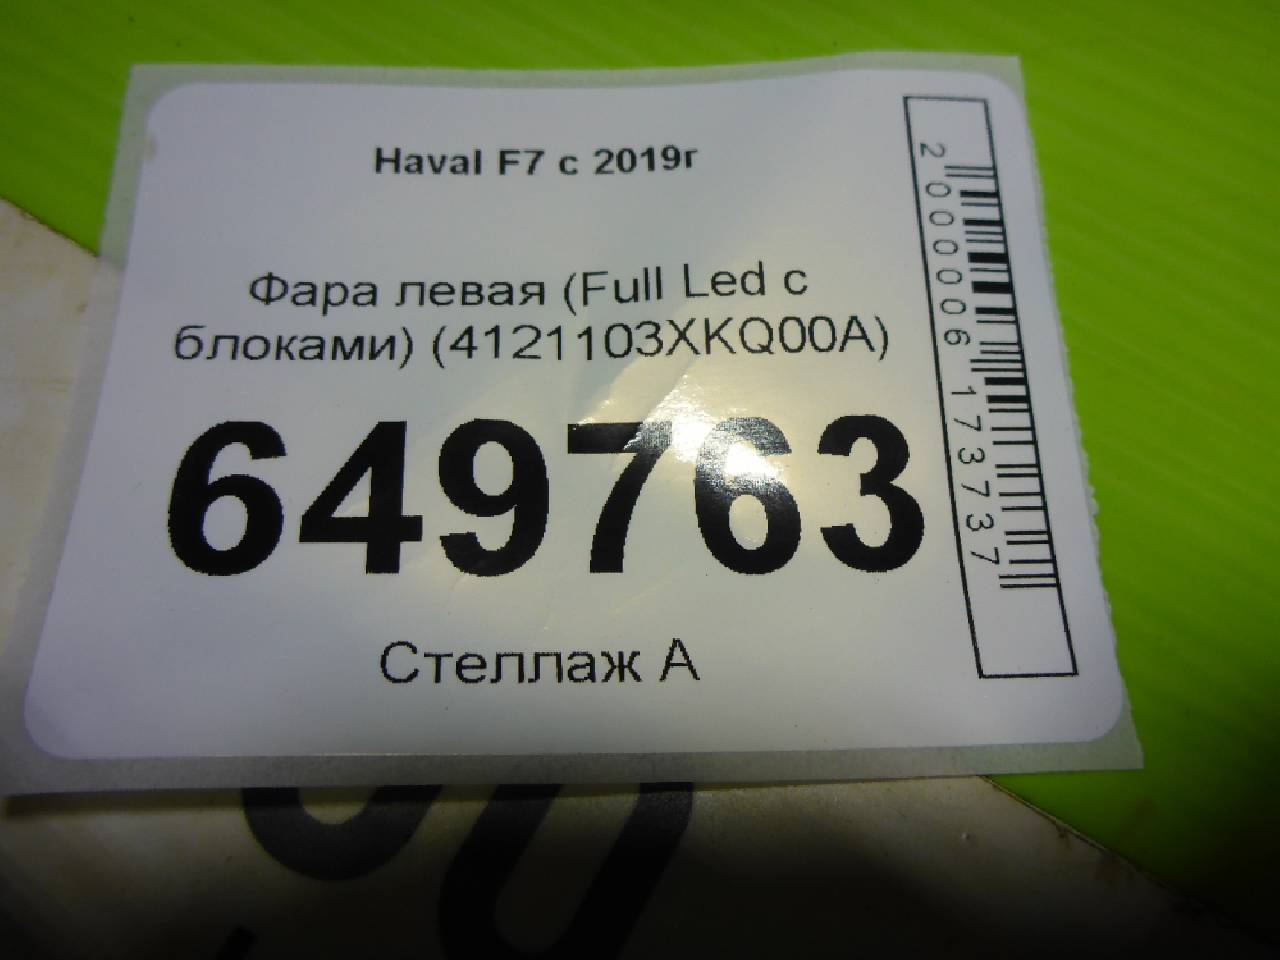 Haval F7 с 2019г
Фара левая (Full Led с
блоками) (4121103XKQ00A)
649763
Стеллаж А
2000006173737